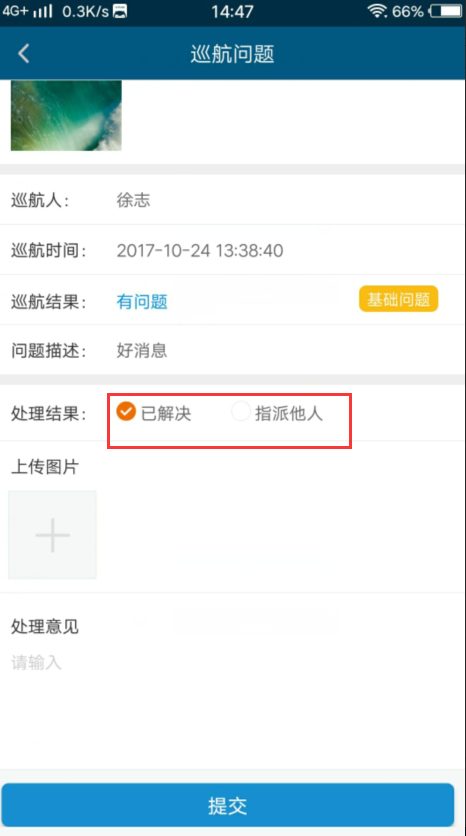 4G+ 0.3K/s 14:47 66%
巡航问题
巡航人： 徐志
巡航时间： 2017-10-24 13:38:40
巡航结果： 有问题 基础问题
问题描述： 好消息
处理结果： 已解决 指派他人
上传图片
处理意见
请输入
提交